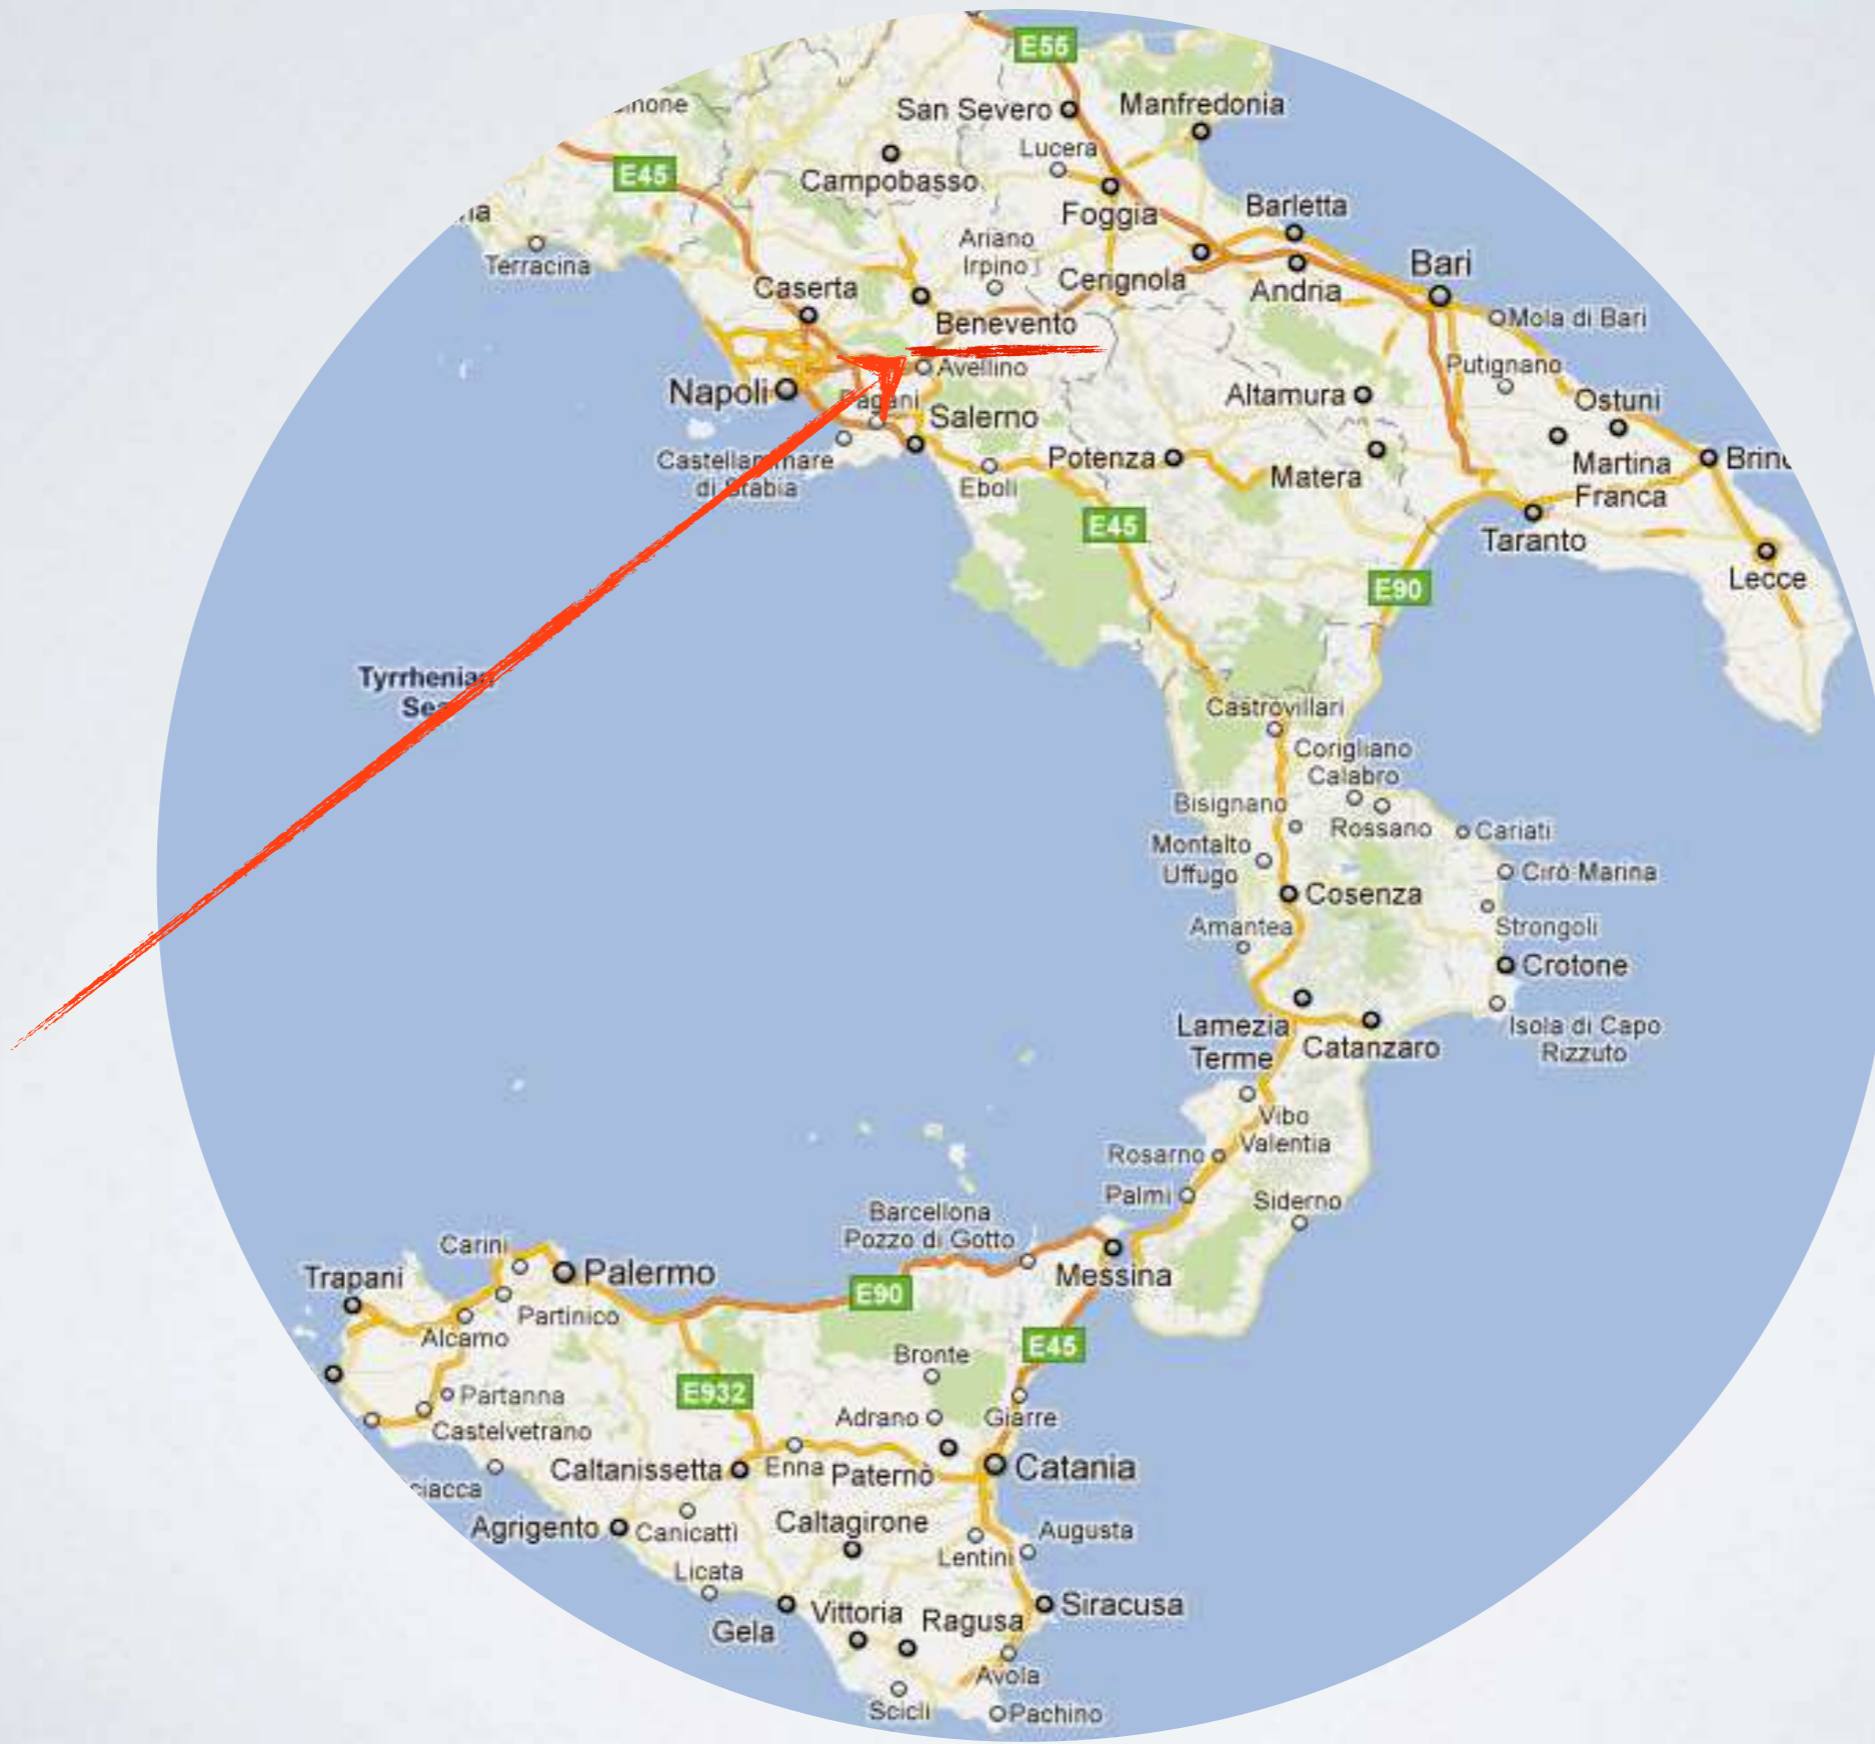 E55
San Severo
Manfredonia
Lucera
E45
Campobasso
Foggia
Barletta
Terracina
Ariano
Irpino
Cerignola
Bari
Caserta
Andria
Benevento
Mola di Bari
Avellino
Putignano
Napoli
Pagani
Altamura
Ostuni
Salerno
Castellammare
di Stabia
Potenza
Eboli
Matera
Martina
Franca
E45
Taranto
Lecce
E90
Tyrrhenian
Sea
Castrovillari
Corigliano
Calabro
Bisignano
Rossano
Cariati
Montalto
Uffugo
Cirò Marina
Cosenza
Amantea
Strongoli
Crotone
Lamezia
Terme
Catanzaro
Isola di Capo
Rizzuto
Vibo
Valentia
Rosarno
Palmi
Siderno
Barcellona
Pozzo di Gotto
Carini
Trapani
Palermo
Messina
E90
Partinico
Alcamo
E45
Bronte
Partanna
E932
Castelvetrano
Adrano
Giarre
Caltanissetta
Enna
Paternò
Catania
Agrigento
Canicattì
Caltagirone
Augusta
Lentini
Licata
Gela
Vittoria
Ragusa
Siracusa
Avola
Scicli
Pachino